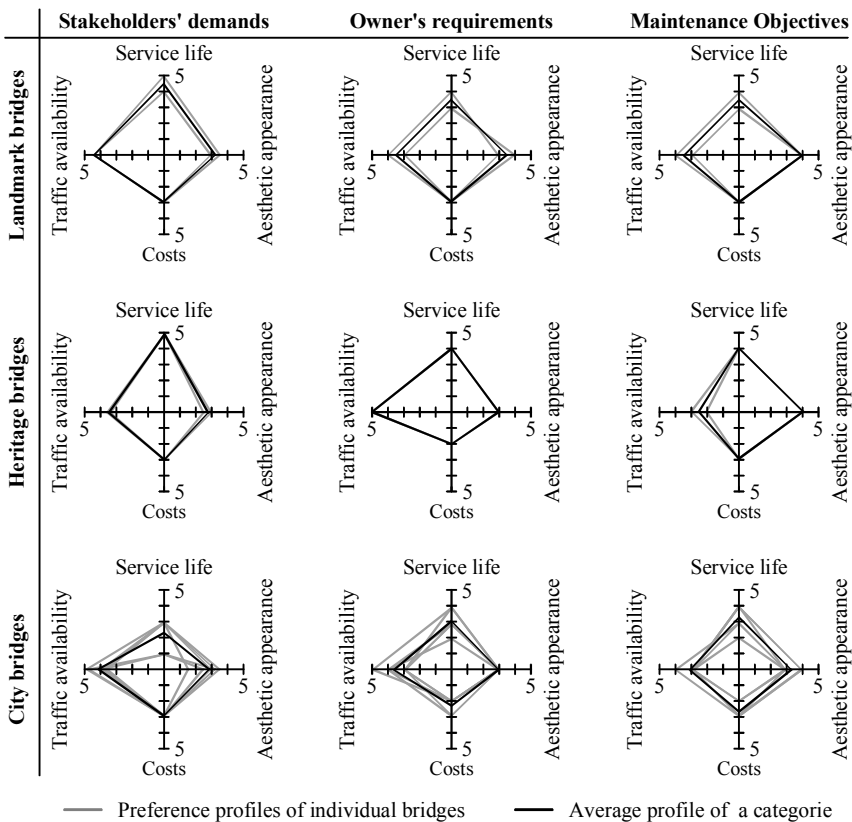 Stakeholders' demands Owner's requirements Maintenance Objectives
Landmark bridges
Service life Service life Service life
5 5 5
Traffic availability Aesthetic appearance Traffic availability Aesthetic appearance Traffic availability Aesthetic appearance
5 5 5 5 5 5
5 5 5
Costs Costs Costs
Heritage bridges
Service life Service life Service life
5 5 5
Traffic availability Aesthetic appearance Traffic availability Aesthetic appearance Traffic availability Aesthetic appearance
5 5 5 5 5 5
5 5 5
Costs Costs Costs
City bridges
Service life Service life Service life
5 5 5
Traffic availability Aesthetic appearance Traffic availability Aesthetic appearance Traffic availability Aesthetic appearance
5 5 5 5 5 5
5 5 5
Costs Costs Costs
Preference profiles of individual bridges Average profile of a categorie